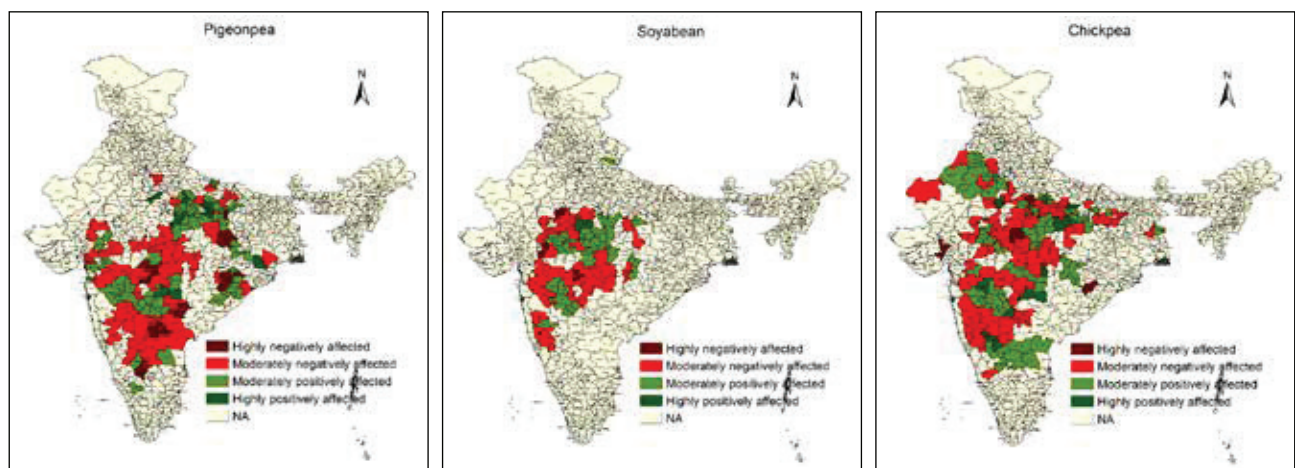 Pigeonpea
N
Highly negatively affected
Moderately negatively affected
Moderately positively affected
Highly positively affected
NA
Soyabean
N
Highly negatively affected
Moderately negatively affected
Moderately positively affected
Highly positively affected
NA
Chickpea
N
Highly negatively affected
Moderately negatively affected
Moderately positively affected
Highly positively affected
NA